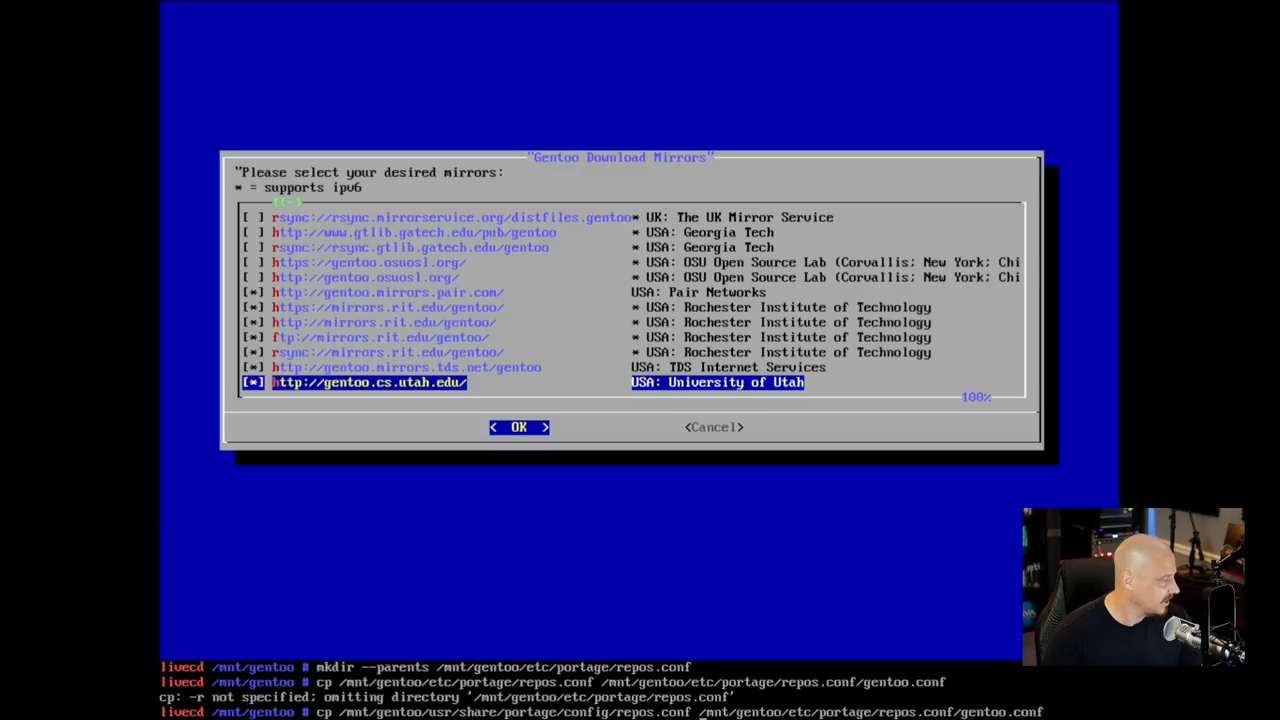 "Gentoo Download Mirrors"
"Please select your desired mirrors:
* = supports ipv6
↑(-)
[ ] rsync://rsync.mirrorservice.org/distfiles.gentoo* UK: The UK Mirror Service
[ ] http://www.gtlib.gatech.edu/pub/gentoo * USA: Georgia Tech
[ ] rsync://rsync.gtlib.gatech.edu/gentoo * USA: Georgia Tech
[ ] https://gentoo.osuosl.org/ * USA: OSU Open Source Lab (Corvallis; New York; Chi
[ ] http://gentoo.osuosl.org/ * USA: OSU Open Source Lab (Corvallis; New York; Chi
[*] http://gentoo.mirrors.pair.com/ USA: Pair Networks
[*] https://mirrors.rit.edu/gentoo/ * USA: Rochester Institute of Technology
[*] http://mirrors.rit.edu/gentoo/ * USA: Rochester Institute of Technology
[*] ftp://mirrors.rit.edu/gentoo/ * USA: Rochester Institute of Technology
[*] rsync://mirrors.rit.edu/gentoo/ * USA: Rochester Institute of Technology
[*] http://gentoo.mirrors.tds.net/gentoo USA: TDS Internet Services
[*] http://gentoo.cs.utah.edu/ USA: University of Utah
100%
< OK > <Cancel>
livecd /mnt/gentoo # mkdir --parents /mnt/gentoo/etc/portage/repos.conf
livecd /mnt/gentoo # cp /mnt/gentoo/etc/portage/repos.conf /mnt/gentoo/etc/portage/repos.conf/gentoo.conf
cp: -r not specified; omitting directory '/mnt/gentoo/etc/portage/repos.conf'
livecd /mnt/gentoo # cp /mnt/gentoo/usr/share/portage/config/repos.conf /mnt/gentoo/etc/portage/repos.conf/gentoo.conf